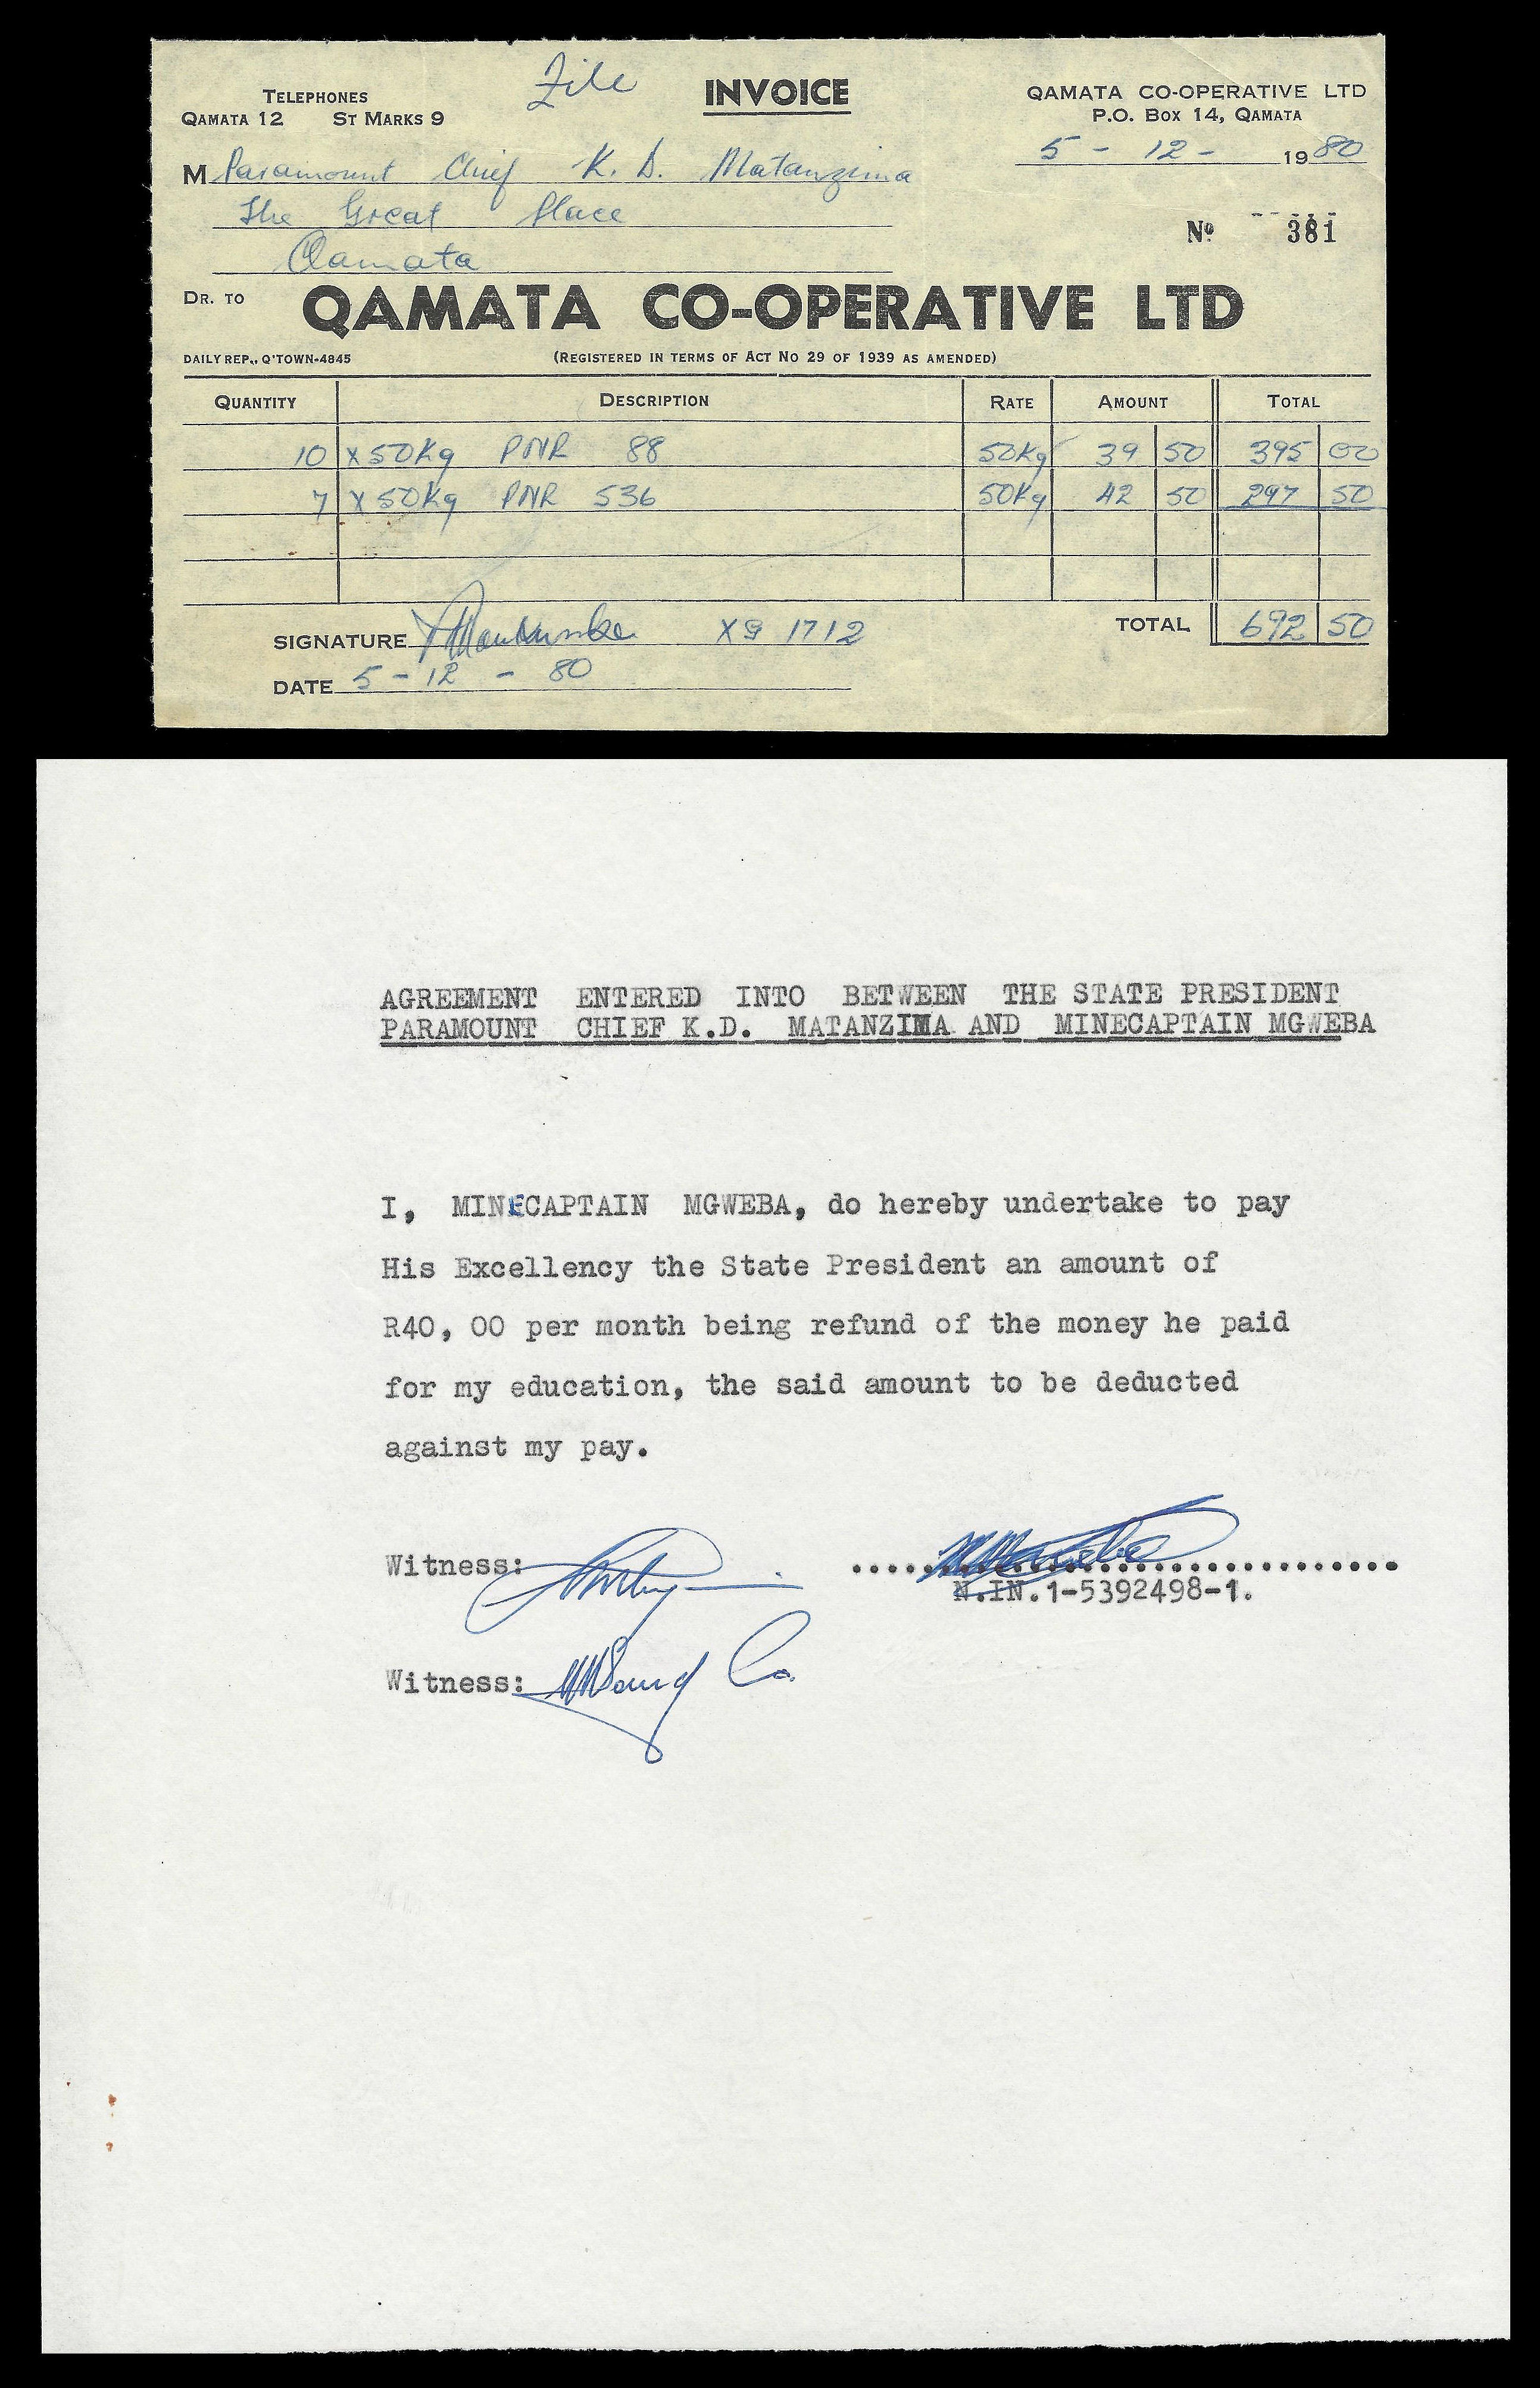 File
INVOICE
TELEPHONES
QAMATA 12 ST MARKS 9
QAMATA CO-OPERATIVE LTD
P.O. BOX 14, QAMATA
5 - 12 - 1980
M Paramount Chief K. D. Matanzima
The Great Place
Qamata
No 381
DR. TO QAMATA CO-OPERATIVE LTD
DAILY REP., Q'TOWN-4845 (REGISTERED IN TERMS OF ACT NO 29 OF 1939 AS AMENDED)
QUANTITY DESCRIPTION RATE AMOUNT TOTAL
10 x 50Kg PNR 88 50Kg 39 50 395 00
7 x 50Kg PNR 536 50Kg 42 50 297 50
SIGNATURE 1712 TOTAL 692 50
DATE 5 - 12 - 80
AGREEMENT ENTERED INTO BETWEEN THE STATE PRESIDENT
PARAMOUNT CHIEF K.D. MATANZIMA AND MINECAPTAIN MGWEBA
I, MINECAPTAIN MGWEBA, do hereby undertake to pay
His Excellency the State President an amount of
R40, 00 per month being refund of the money he paid
for my education, the said amount to be deducted
against my pay.
Witness:
N.IN.1-5392498-1.
Witness: